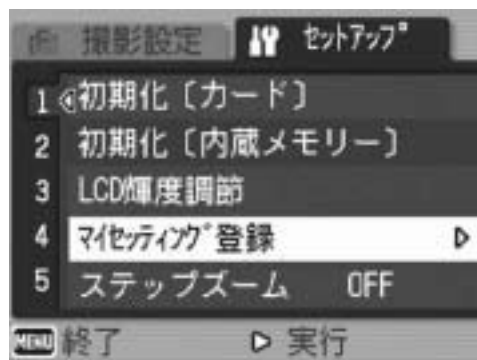 撮影設定 セットアップ
1 初期化〔カード〕
2 初期化〔内蔵メモリー〕
3 LCD輝度調節
4 マイセッティング登録
5 ステップズーム OFF
MENU 終了 実行